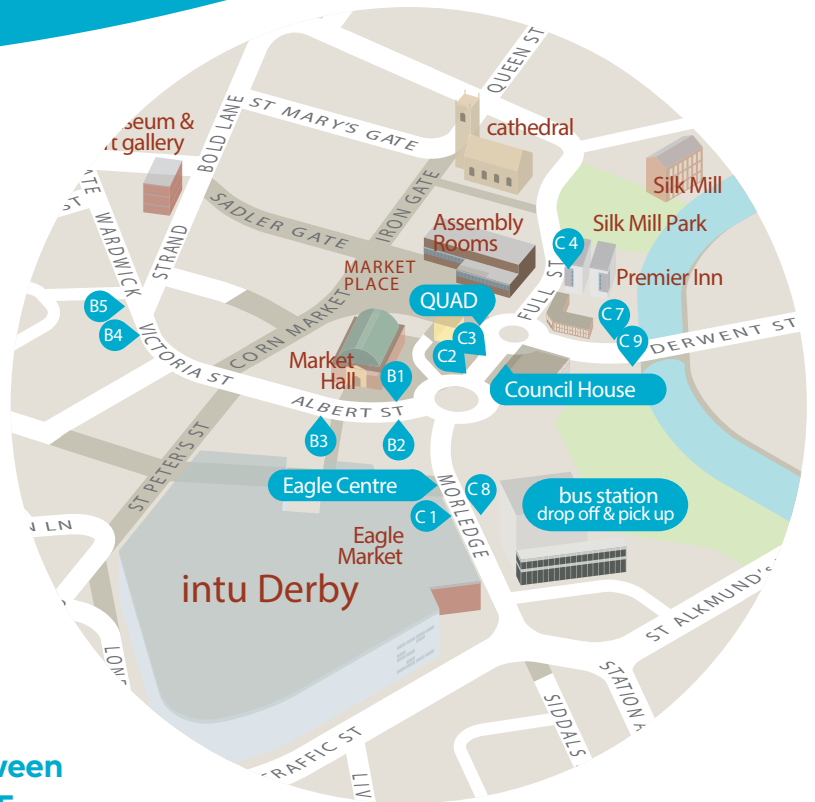 QUEEN ST
BOLD LANE
ST MARY'S GATE
cathedral
seum &
t gallery
Silk Mill
SADLER GATE
IRON GATE
Assembly
Rooms
Silk Mill Park
WARDWICK
STRAND
C 4
MARKET
PLACE
Premier Inn
FULL ST
QUAD
B5
B4
C 7
C3
C2
C 9
DERWENT ST
VICTORIA ST
CORN MARKET
Market
Hall
B1
Council House
ALBERT ST
B3
B2
ST PETER'S ST
Eagle Centre
MORLEDGE
C 8
bus station
drop off & pick up
C 1
N LN
Eagle
Market
intu Derby
ST ALKMUND'S
LON
STATION A
SIDDALS
RAFFIC ST
LIV
ween